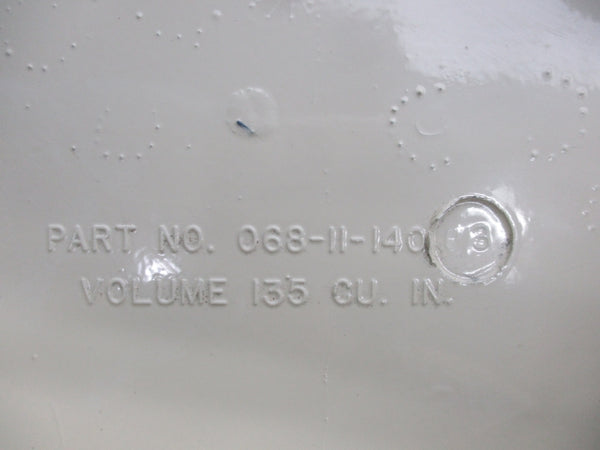 PART NO. 068-11-140 3
VOLUME 135 CU. IN.